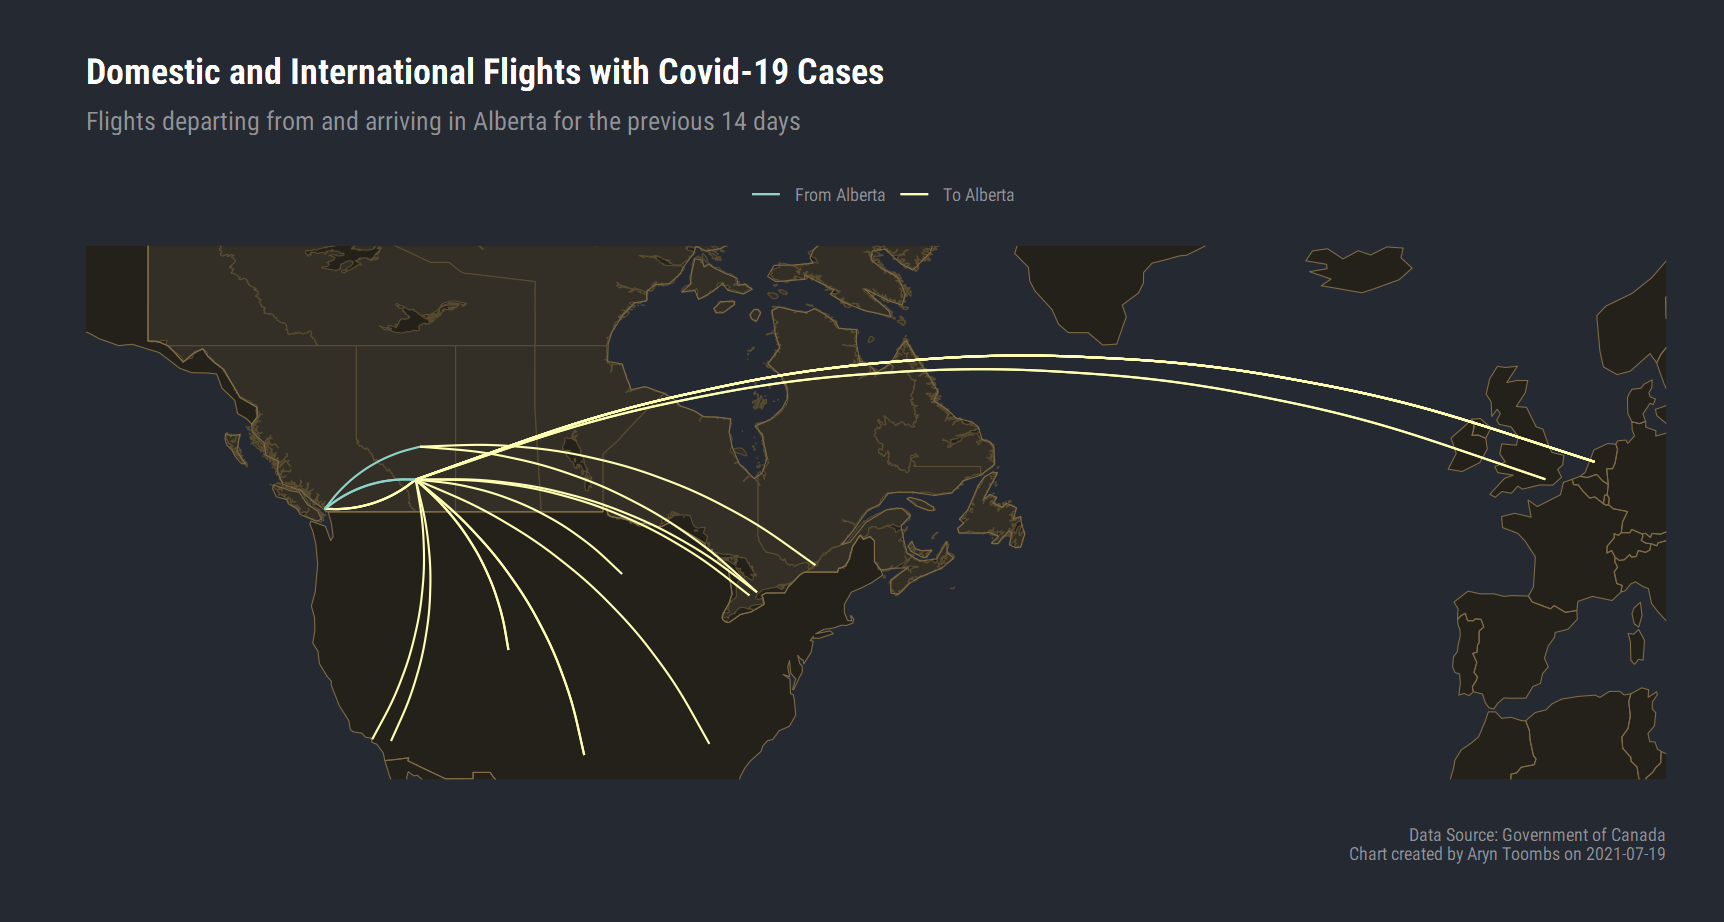 Domestic and International Flights with Covid-19 Cases
Flights departing from and arriving in Alberta for the previous 14 days
From Alberta To Alberta
Data Source: Government of Canada
Chart created by Aryn Toombs on 2021-07-19